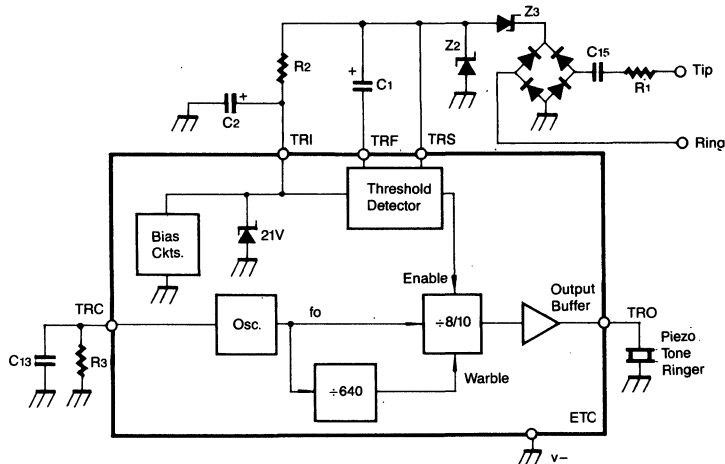 Z3
Z2
C15
R1
Tip
Ring
R2
+
C1
+
C2
TRI
TRF
TRS
Threshold
Detector
Bias
Ckts.
21V
Enable
Output
Buffer
TRC
Osc.
fo
÷8/10
TRO
C13
R3
÷640
Warble
Piezo
Tone
Ringer
ETC
V–